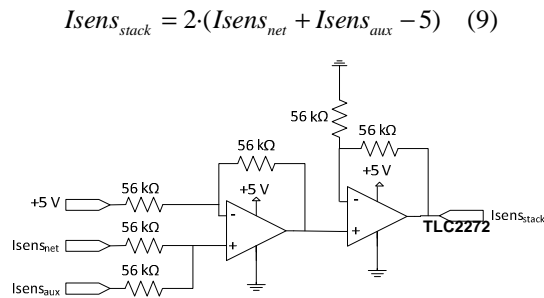 Isens_stack = 2·(Isens_net + Isens_aux − 5) (9)
56 kΩ
56 kΩ
56 kΩ
+5 V
56 kΩ
+5 V
+5 V
-
-
Isens_net
56 kΩ
+
+
TLC2272
Isens_stack
56 kΩ
Isens_aux